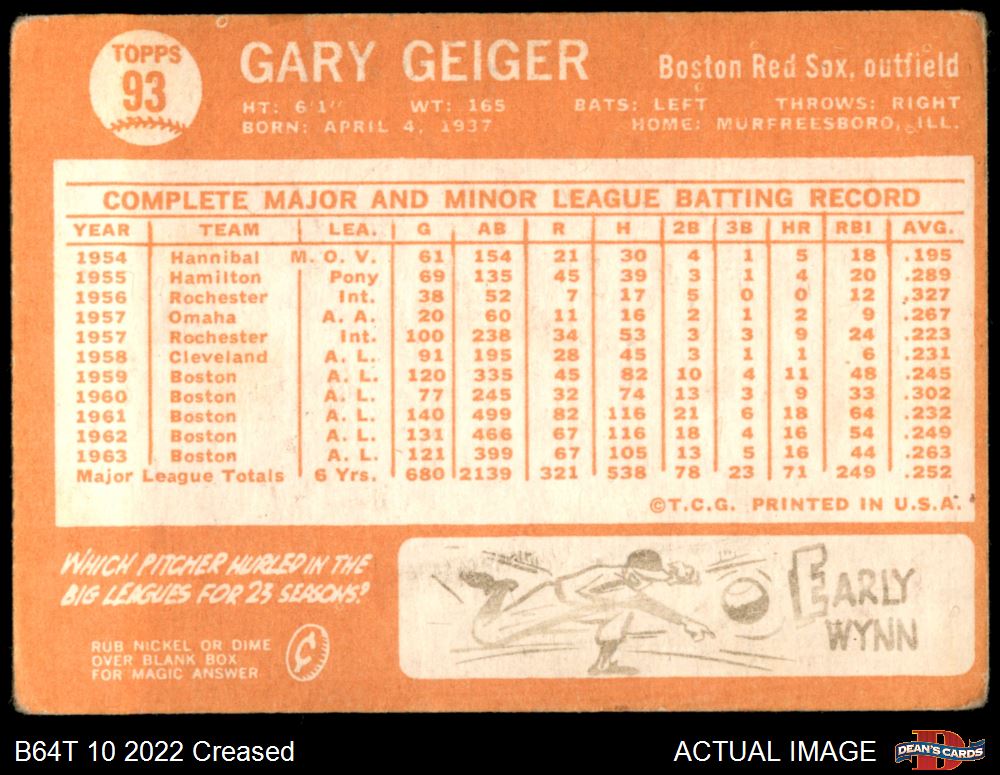 TOPPS
93
GARY GEIGER
Boston Red Sox, outfield
HT: 6'1" WT: 165 BATS: LEFT THROWS: RIGHT
BORN: APRIL 4, 1937 HOME: MURFREESBORO, ILL.
COMPLETE MAJOR AND MINOR LEAGUE BATTING RECORD
YEAR TEAM LEA. G AB R H 2B 3B HR RBI AVG.
1954 Hannibal M. O. V. 61 154 21 30 4 1 5 18 .195
1955 Hamilton Pony 69 135 45 39 3 1 4 20 .289
1956 Rochester Int. 38 52 7 17 5 0 0 12 .327
1957 Omaha A. A. 20 60 11 16 2 1 2 9 .267
1957 Rochester Int. 100 238 34 53 3 3 9 24 .223
1958 Cleveland A. L. 91 195 28 45 3 1 1 6 .231
1959 Boston A. L. 120 335 45 82 10 4 11 48 .245
1960 Boston A. L. 77 245 32 74 13 3 9 33 .302
1961 Boston A. L. 140 499 82 116 21 6 18 64 .232
1962 Boston A. L. 131 466 67 116 18 4 16 54 .249
1963 Boston A. L. 121 399 67 105 13 5 16 44 .263
Major League Totals 6 Yrs. 680 2139 321 538 78 23 71 249 .252
©T.C.G. PRINTED IN U.S.A.
WHICH PITCHER HURLED IN THE
BIG LEAGUES FOR 23 SEASONS?
RUB NICKEL OR DIME
OVER BLANK BOX
FOR MAGIC ANSWER
EARLY
WYNN
B64T 10 2022 Creased
ACTUAL IMAGE
DEAN'S CARDS